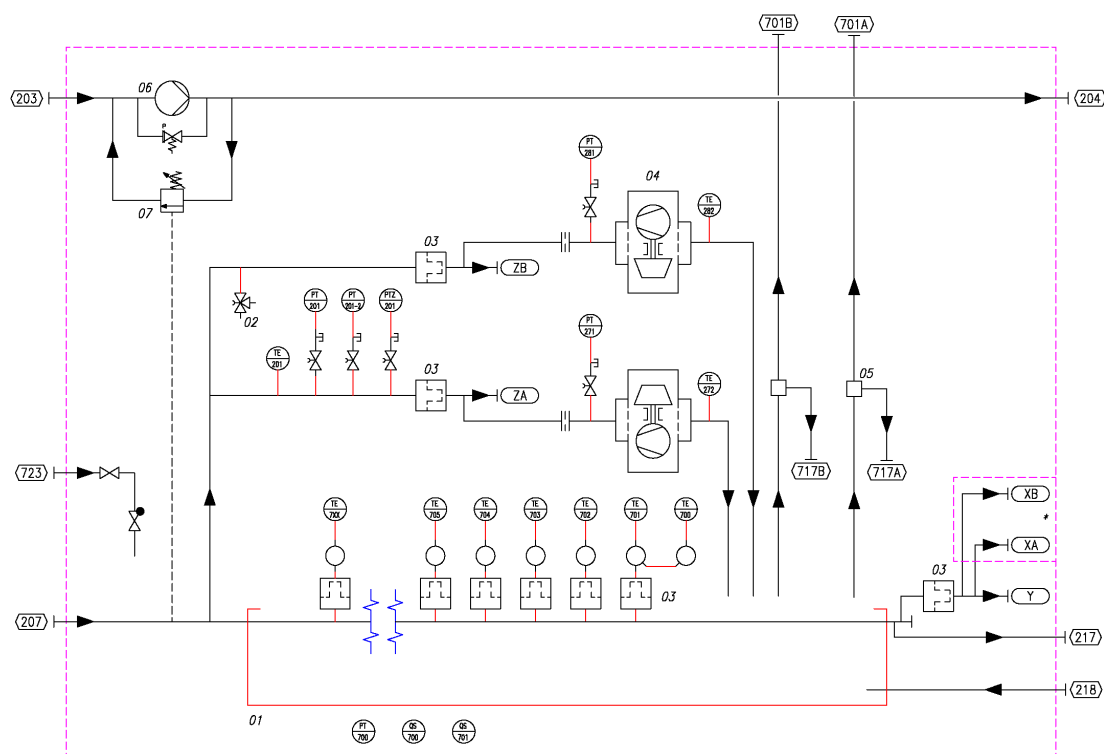 701B
701A
203
06
204
P
07
PT
281
04
TE
282
03
ZB
02
PT
201
PT
201-2
PTZ
201
TE
201
PT
271
03
ZA
TE
272
05
717B
717A
723
XB
*
XA
TE
7XX
TE
705
TE
704
TE
703
TE
702
TE
701
TE
700
03
03
Y
207
217
218
01
PT
700
QS
700
QS
701